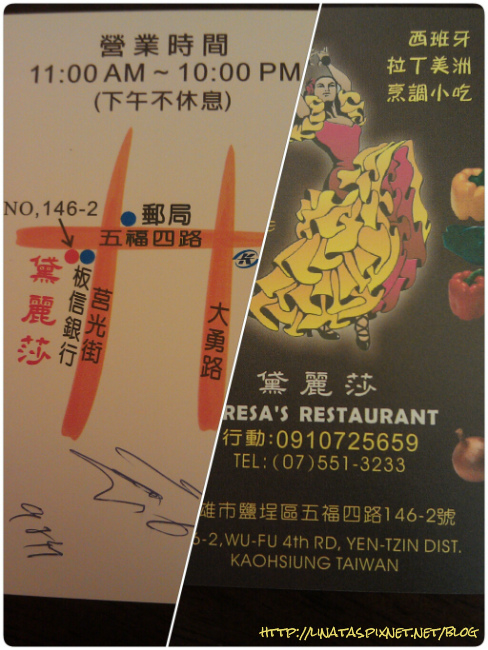 營業時間
11:00 AM ~ 10:00 PM
(下午不休息)
NO,146-2
郵局
五福四路
黛麗莎
板信銀行
莒光街
大勇路
西班牙
拉丁美洲
烹調小吃
黛麗莎
RESA'S RESTAURANT
行動:0910725659
TEL:(07)551-3233
雄市鹽埕區五福四路146-2號
6-2,WU-FU 4th RD, YEN-TZIN DIST.
KAOHSIUNG TAIWAN
HTTP://LINATAS.PIXNET.NET/BLOG